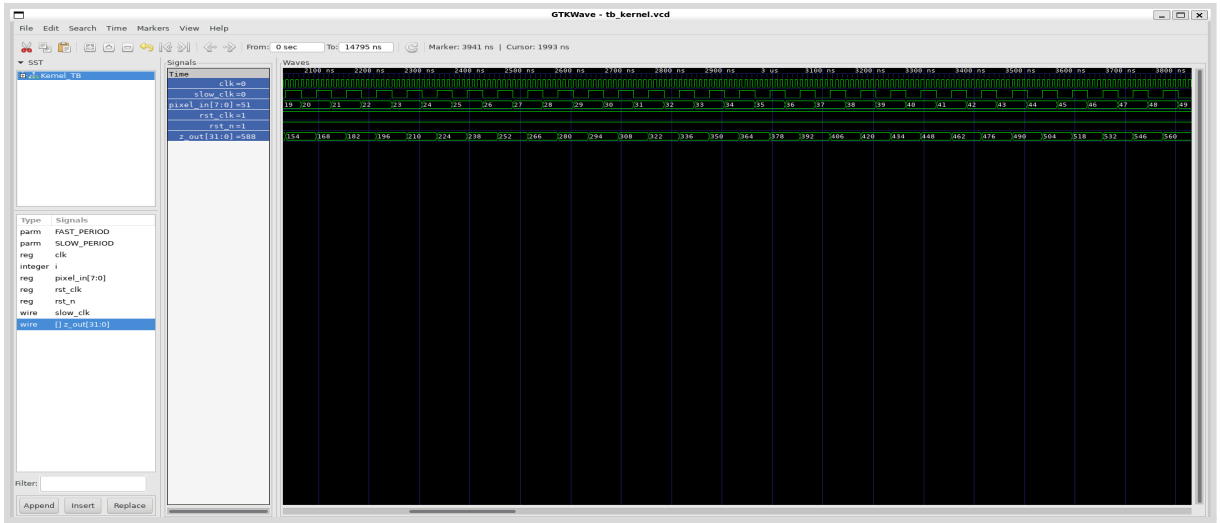 GTKWave - tb_kernel.vcd
File Edit Search Time Markers View Help
From: 0 sec To: 14795 ns Marker: 3941 ns | Cursor: 1993 ns
SST
Kernel_TB
Type Signals
parm FAST_PERIOD
parm SLOW_PERIOD
reg clk
integer i
reg pixel_in[7:0]
reg rst_clk
reg rst_n
wire slow_clk
wire [] z_out[31:0]
Filter:
Append Insert Replace
Signals
Time
clk=0
slow_clk=0
pixel_in[7:0]=51
rst_clk=1
rst_n=1
z_out[31:0]=588
Waves
2100 ns 2200 ns 2300 ns 2400 ns 2500 ns 2600 ns 2700 ns 2800 ns 2900 ns 3 us 3100 ns 3200 ns 3300 ns 3400 ns 3500 ns 3600 ns 3700 ns 3800 ns
19 20 21 22 23 24 25 26 27 28 29 30 31 32 33 34 35 36 37 38 39 40 41 42 43 44 45 46 47 48 49
154 168 182 196 210 224 238 252 266 280 294 308 322 336 350 364 378 392 406 420 434 448 462 476 490 504 518 532 546 560